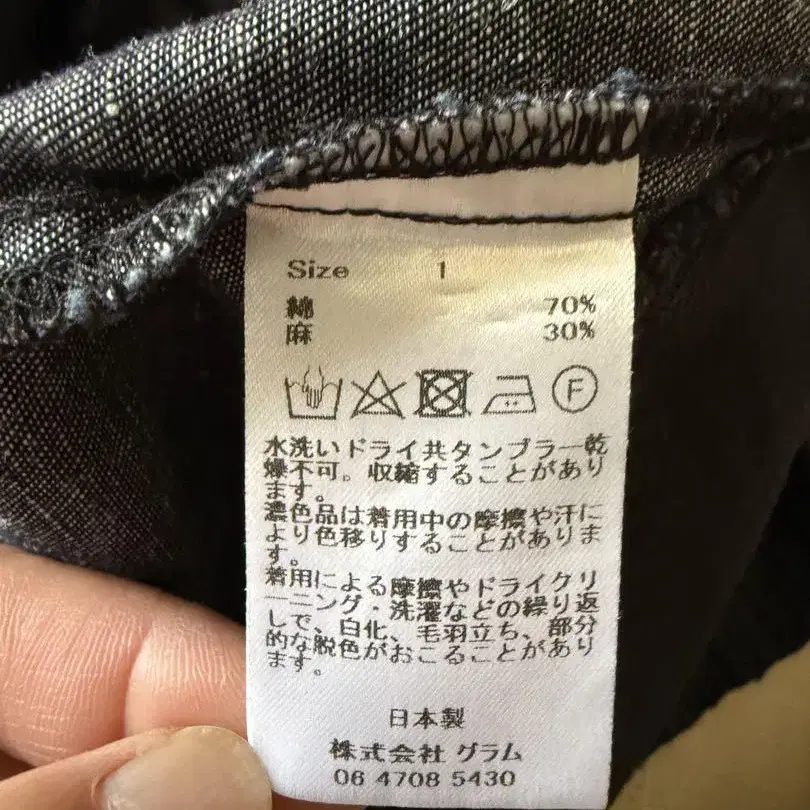 Size 1
綿 70%
麻 30%
F
水洗いドライ共タンブラー乾
燥不可。収縮することがあり
ます。
濃色品は着用中の摩擦や汗に
より色移りすることがありま
す。
着用による摩擦やドライクリ
ーニング・洗濯などの繰り返
しで、白化、毛羽立ち、部分
的な脱色がおこることがあり
ます。
日本製
株式会社 グラム
06 4708 5430